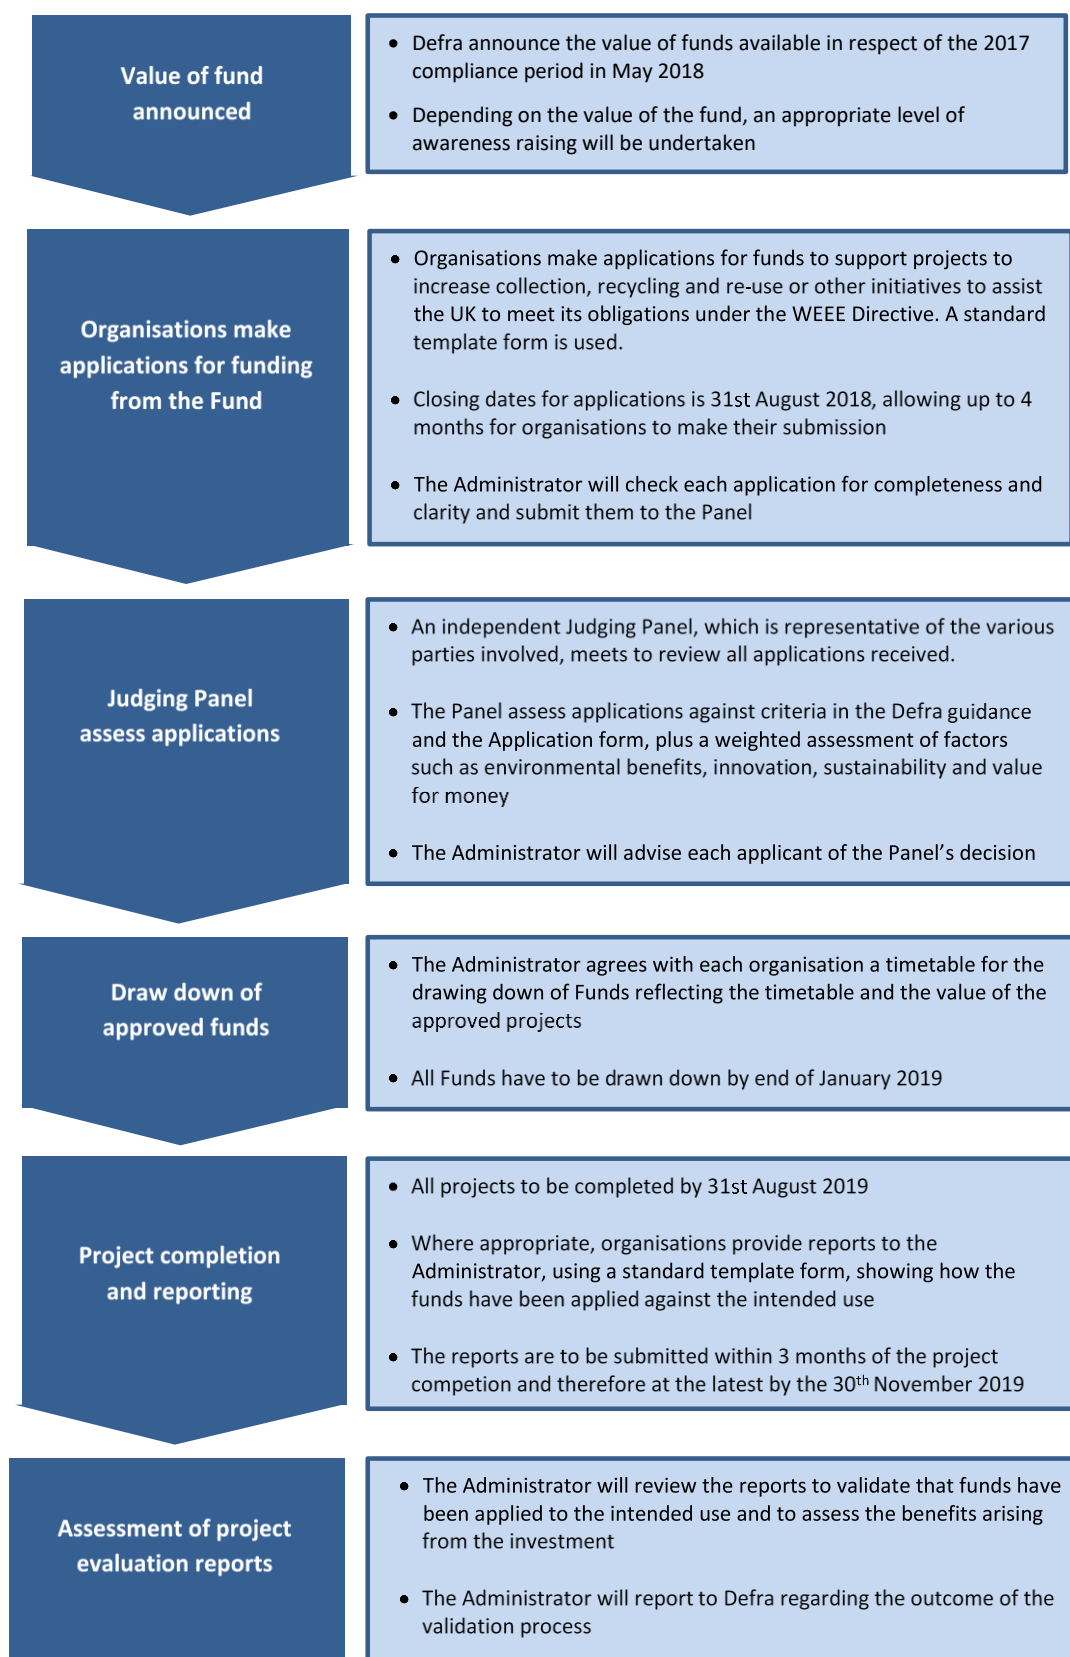 Value of fund
announced
• Defra announce the value of funds available in respect of the 2017
compliance period in May 2018
• Depending on the value of the fund, an appropriate level of
awareness raising will be undertaken
Organisations make
applications for funding
from the Fund
• Organisations make applications for funds to support projects to
increase collection, recycling and re-use or other initiatives to assist
the UK to meet its obligations under the WEEE Directive. A standard
template form is used.
• Closing dates for applications is 31st August 2018, allowing up to 4
months for organisations to make their submission
• The Administrator will check each application for completeness and
clarity and submit them to the Panel
Judging Panel
assess applications
• An independent Judging Panel, which is representative of the various
parties involved, meets to review all applications received.
• The Panel assess applications against criteria in the Defra guidance
and the Application form, plus a weighted assessment of factors
such as environmental benefits, innovation, sustainability and value
for money
• The Administrator will advise each applicant of the Panel’s decision
Draw down of
approved funds
• The Administrator agrees with each organisation a timetable for the
drawing down of Funds reflecting the timetable and the value of the
approved projects
• All Funds have to be drawn down by end of January 2019
Project completion
and reporting
• All projects to be completed by 31st August 2019
• Where appropriate, organisations provide reports to the
Administrator, using a standard template form, showing how the
funds have been applied against the intended use
• The reports are to be submitted within 3 months of the project
competion and therefore at the latest by the 30th November 2019
Assessment of project
evaluation reports
• The Administrator will review the reports to validate that funds have
been applied to the intended use and to assess the benefits arising
from the investment
• The Administrator will report to Defra regarding the outcome of the
validation process